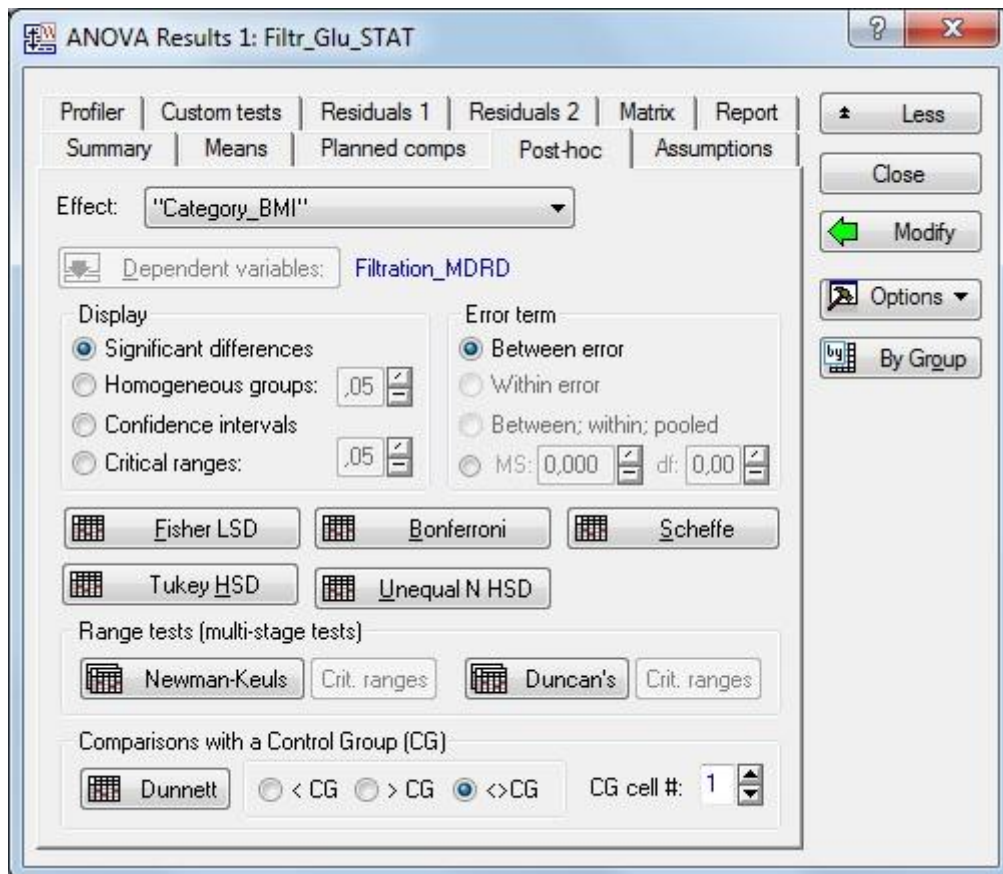 ANOVA Results 1: Filtr_Glu_STAT
?
Profiler Custom tests Residuals 1 Residuals 2 Matrix Report
Summary Means Planned comps Post-hoc Assumptions
Less
Close
Modify
Options
By Group
Effect: "Category_BMI"
Dependent variables: Filtration_MDRD
Display
Significant differences
Homogeneous groups: ,05
Confidence intervals
Critical ranges: ,05
Error term
Between error
Within error
Between; within; pooled
MS: 0,000 df: 0,00
Fisher LSD Bonferroni Scheffe
Tukey HSD Unequal N HSD
Range tests (multi-stage tests)
Newman-Keuls Crit. ranges Duncan's Crit. ranges
Comparisons with a Control Group (CG)
Dunnett < CG > CG <>CG CG cell #: 1